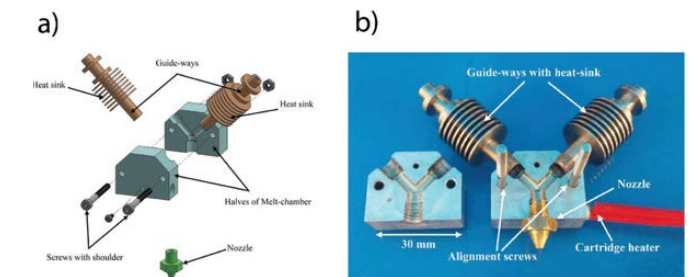 a)
Guide-ways
Heat sink
Heat sink
Halves of Melt-chamber
Screws with shoulder
Nozzle
b)
Guide-ways with heat-sink
Nozzle
30 mm
Alignment screws
Cartridge heater